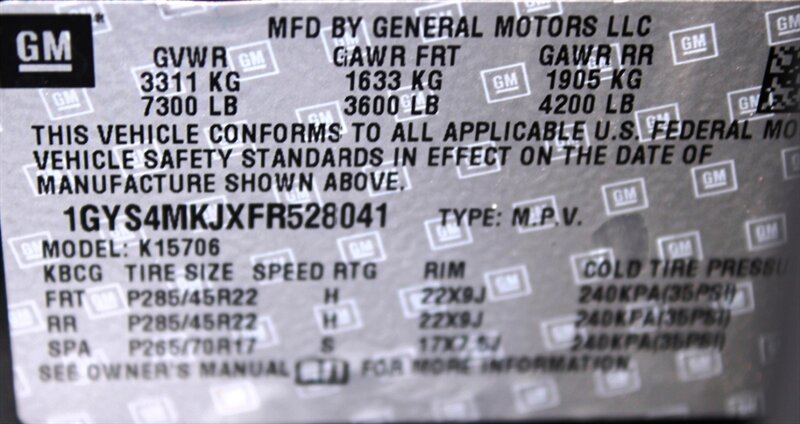 GM MFD BY GENERAL MOTORS LLC
GVWR GAWR FRT GAWR RR
3311 KG 1633 KG 1905 KG
7300 LB 3600 LB 4200 LB
THIS VEHICLE CONFORMS TO ALL APPLICABLE U.S. FEDERAL MO
VEHICLE SAFETY STANDARDS IN EFFECT ON THE DATE OF
MANUFACTURE SHOWN ABOVE.
1GYS4MKJXFR528041 TYPE: M.P.V.
MODEL: K15706
KBCG TIRE SIZE SPEED RTG RIM COLD TIRE PRESSU
FRT P285/45R22 H 22X9J 240KPA(35PSI)
RR P285/45R22 H 22X9J 240KPA(35PSI)
SPA P265/70R17 S 17X7.5J 240KPA(35PSI)
SEE OWNER'S MANUAL FOR MORE INFORMATION